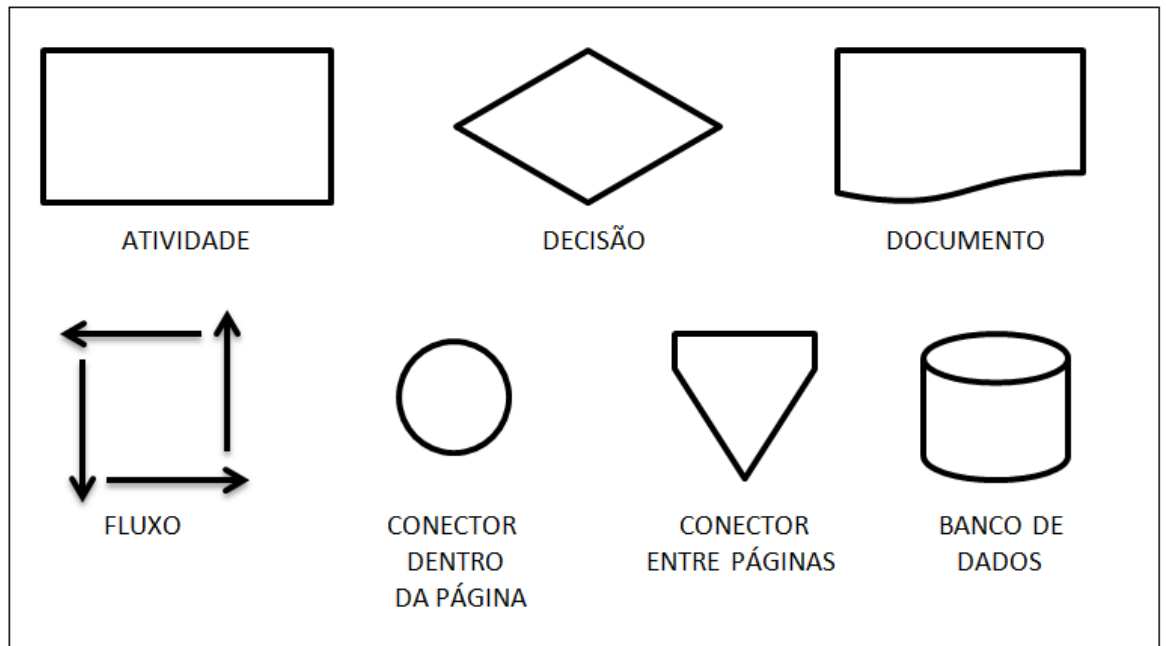 ATIVIDADE
DECISÃO
DOCUMENTO
FLUXO
CONECTOR
DENTRO
DA PÁGINA
CONECTOR
ENTRE PÁGINAS
BANCO DE
DADOS